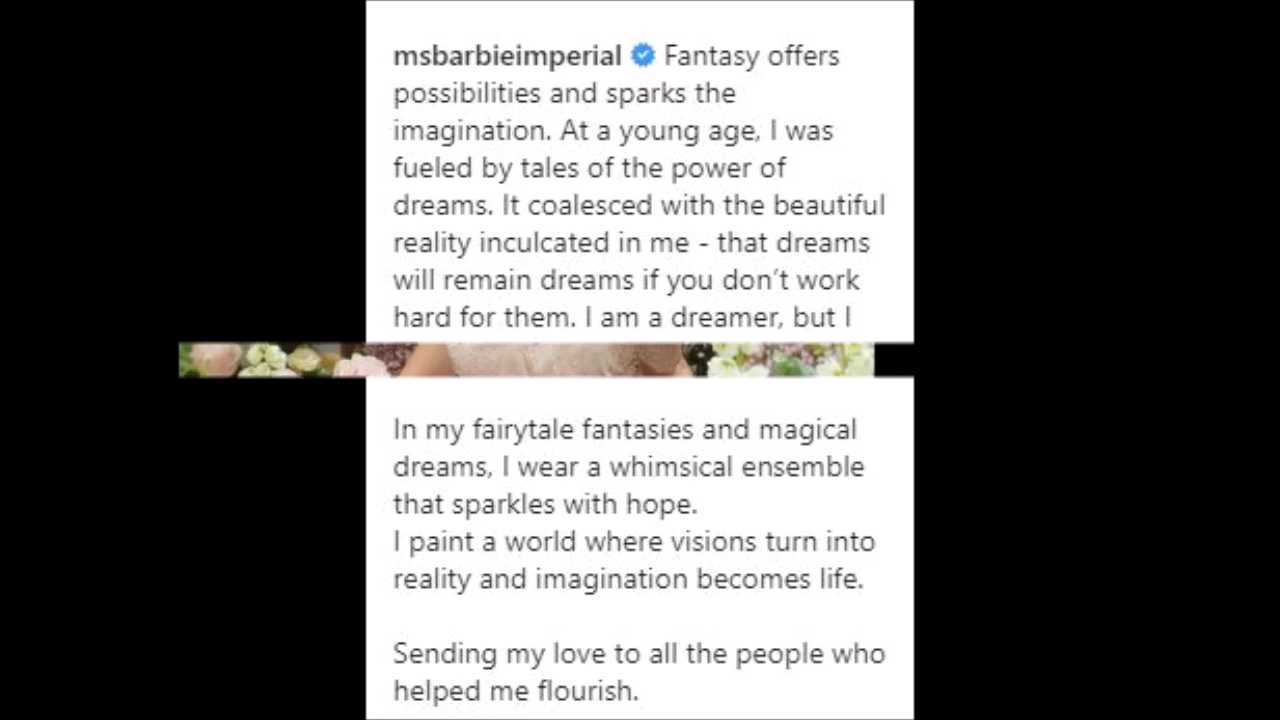 msbarbieimperial Fantasy offers
possibilities and sparks the
imagination. At a young age, I was
fueled by tales of the power of
dreams. It coalesced with the beautiful
reality inculcated in me - that dreams
will remain dreams if you don’t work
hard for them. I am a dreamer, but I
In my fairytale fantasies and magical
dreams, I wear a whimsical ensemble
that sparkles with hope.
I paint a world where visions turn into
reality and imagination becomes life.
Sending my love to all the people who
helped me flourish.